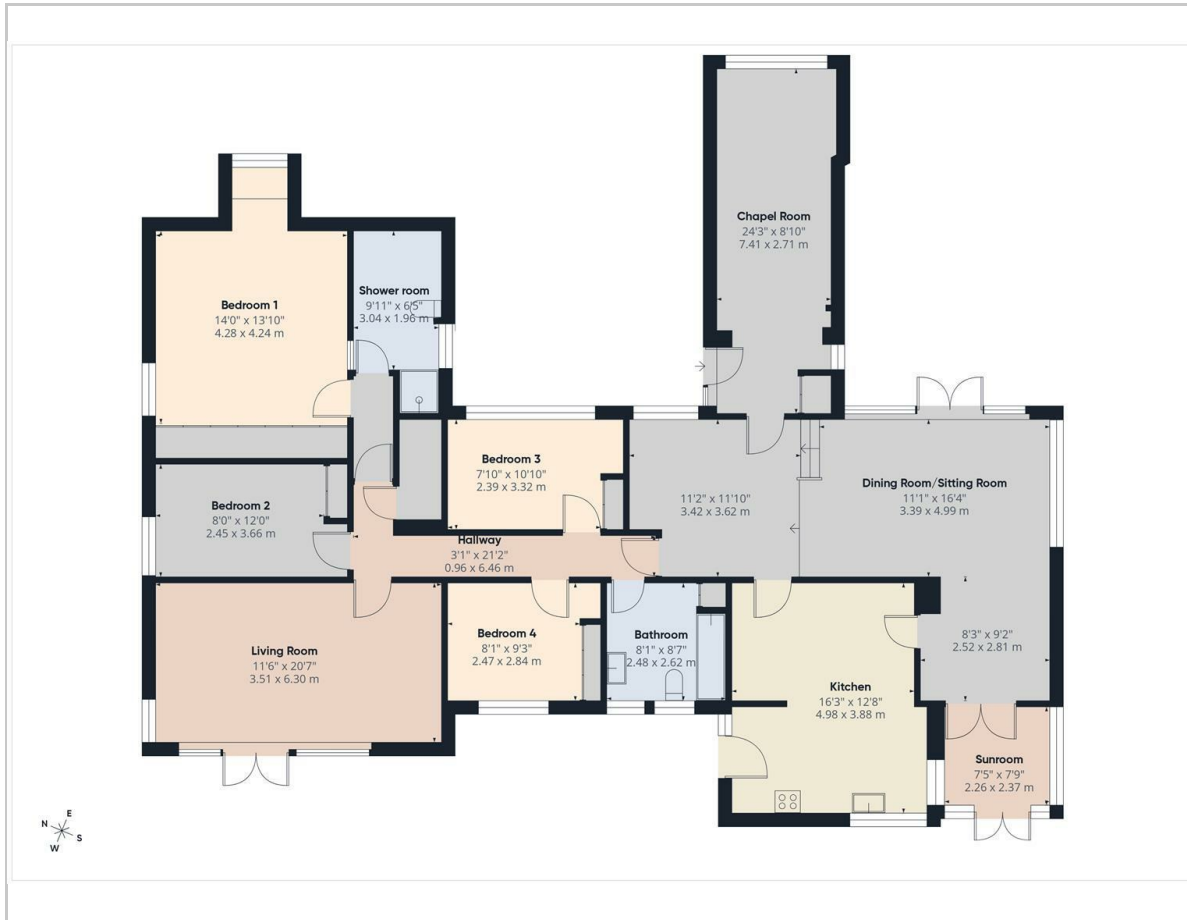 Chapel Room
24'3" x 8'10"
7.41 x 2.71 m
Bedroom 1
14'0" x 13'10"
4.28 x 4.24 m
Shower room
9'11" x 6'5"
3.04 x 1.96 m
Bedroom 3
7'10" x 10'10"
2.39 x 3.32 m
11'2" x 11'10"
3.42 x 3.62 m
Dining Room/Sitting Room
11'1" x 16'4"
3.39 x 4.99 m
Bedroom 2
8'0" x 12'0"
2.45 x 3.66 m
Hallway
3'1" x 21'2"
0.96 x 6.46 m
Living Room
11'6" x 20'7"
3.51 x 6.30 m
Bedroom 4
8'1" x 9'3"
2.47 x 2.84 m
Bathroom
8'1" x 8'7"
2.48 x 2.62 m
8'3" x 9'2"
2.52 x 2.81 m
Kitchen
16'3" x 12'8"
4.98 x 3.88 m
Sunroom
7'5" x 7'9"
2.26 x 2.37 m
E
N
S
W